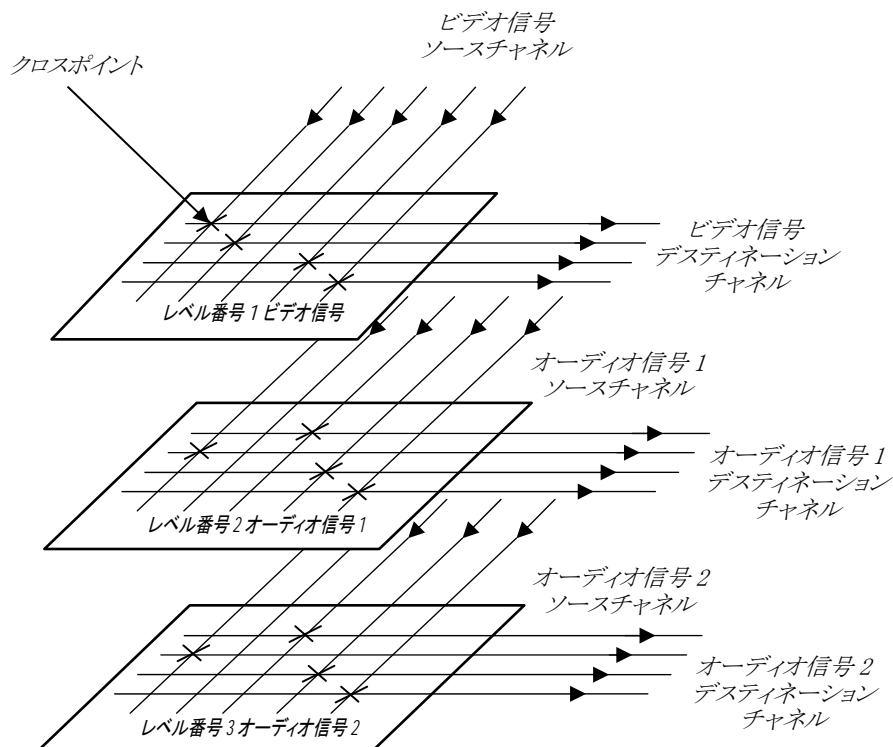 ビデオ信号
ソースチャネル
クロスポイント
ビデオ信号
デスティネーション
チャネル
レベル番号1ビデオ信号
オーディオ信号1
ソースチャネル
オーディオ信号1
デスティネーション
チャネル
レベル番号2オーディオ信号1
オーディオ信号2
ソースチャネル
オーディオ信号2
デスティネーション
チャネル
レベル番号3オーディオ信号2